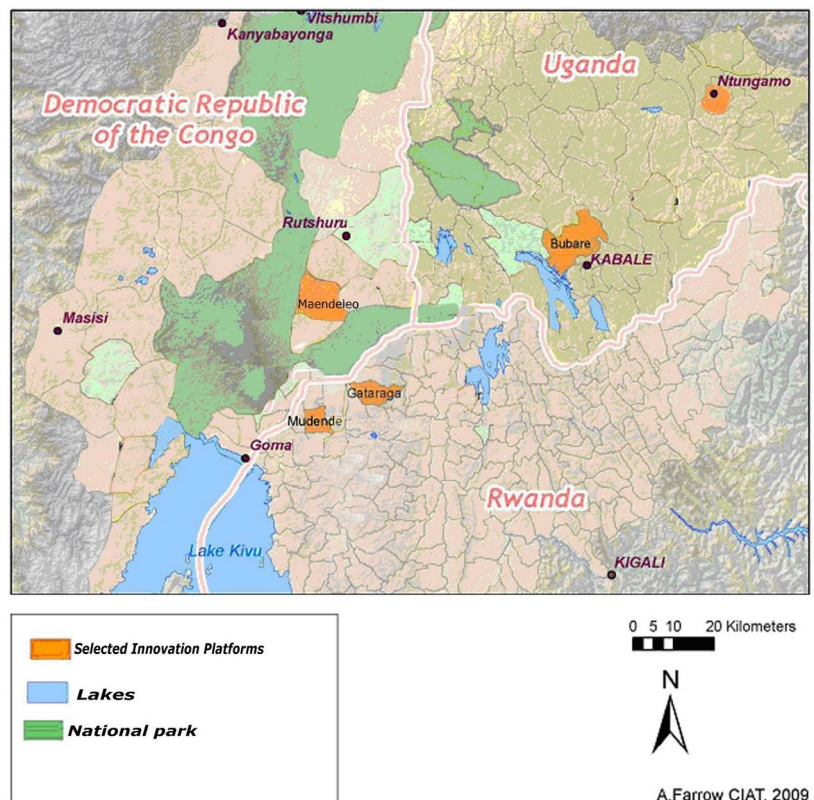 Vitshumbi
Kanyabayonga
Uganda
Ntungamo
Democratic Republic
of the Congo
Rutshuru
Bubare
KABALE
Maendeleo
Masisi
Gataraga
Mudende
Goma
Rwanda
Lake Kivu
KIGALI
Selected Innovation Platforms
Lakes
National park
0 5 10 20 Kilometers
N
A.Farrow CIAT, 2009